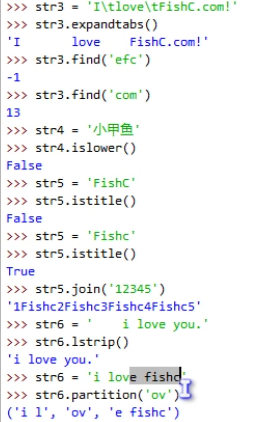 >>> str3 = 'I\tlove\tFishC.com!'
>>> str3.expandtabs()
'I       love    FishC.com!'
>>> str3.find('efc')
-1
>>> str3.find('com')
13
>>> str4 = '小甲鱼'
>>> str4.islower()
False
>>> str5 = 'FishC'
>>> str5.istitle()
False
>>> str5 = 'Fishc'
>>> str5.istitle()
True
>>> str5.join('12345')
'1Fishc2Fishc3Fishc4Fishc5'
>>> str6 = '    i love you.'
>>> str6.lstrip()
'i love you.'
>>> str6 = 'i love fishc'
>>> str6.partition('ov')
('i l', 'ov', 'e fishc')